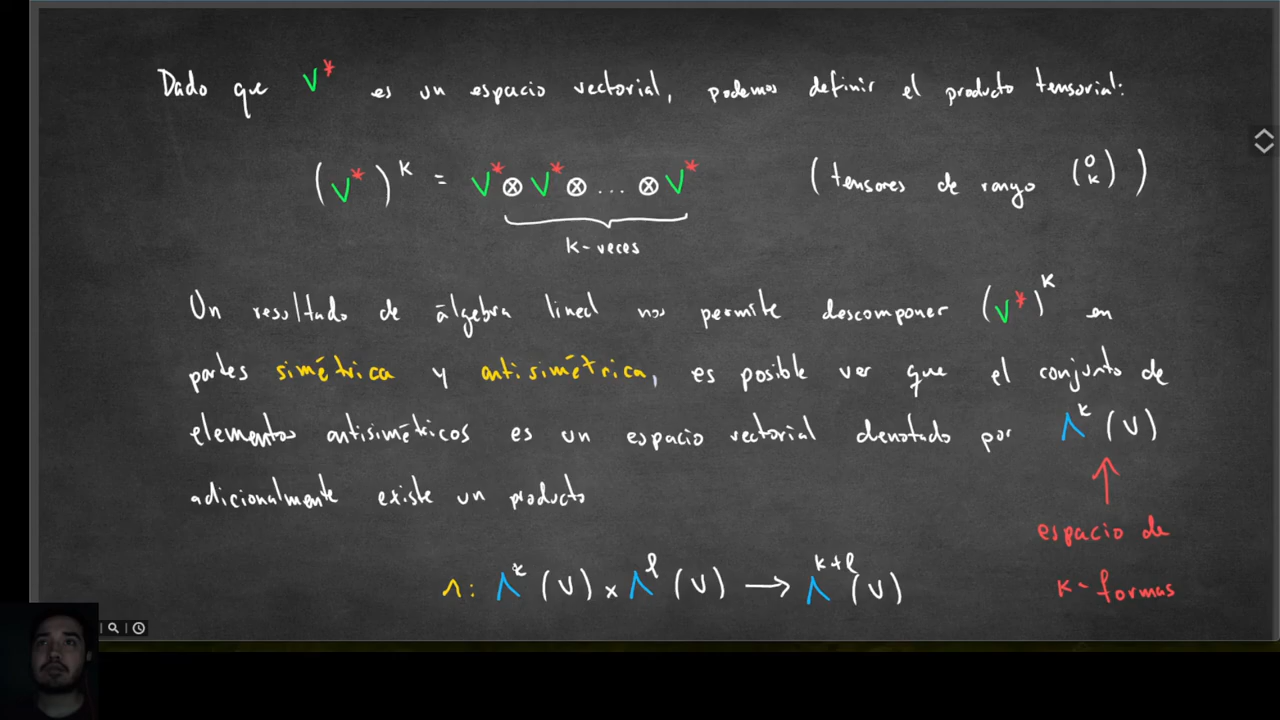 Dado que V* es un espacio vectorial, podemos definir el producto tensorial:
(V*)^k = V* ⊗ V* ⊗ ... ⊗ V* (tensores de rango (0 k))
k-veces
Un resultado de álgebra lineal nos permite descomponer (V*)^k en
partes simétrica y antisimétrica, es posible ver que el conjunto de
elementos antisiméticos es un espacio vectorial denotado por Λ^k (V)
adicionalmente existe un producto
espacio de
k-formas
∧: Λ^k (V) × Λ^l (V) → Λ^{k+l} (V)